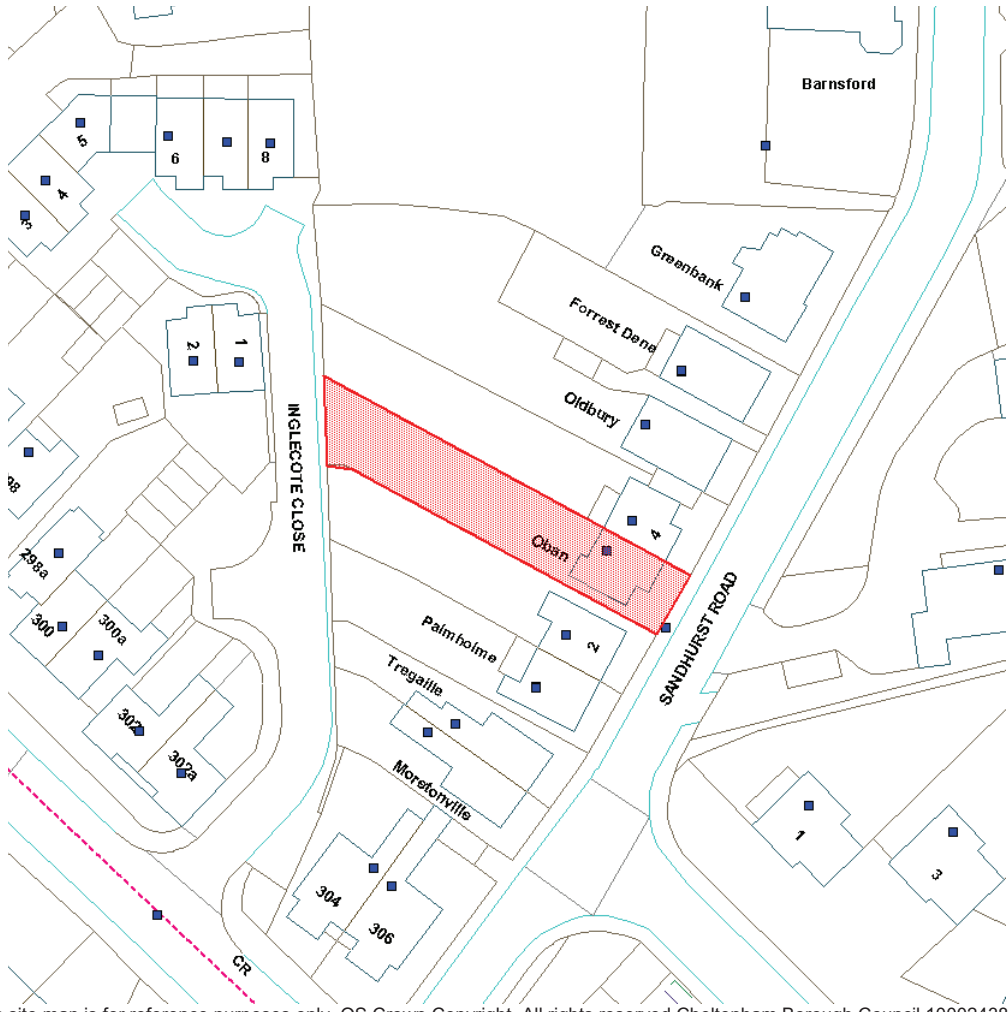 Barnsford
5
6
8
4
3
Greenbank
Forrest Dene
2
1
Oldbury
INGLECOTE CLOSE
98
4
Oban
298a
300
300a
2
Palmholme
SANDHURST ROAD
Tregaille
302
302a
Moretonville
1
3
304
306
CR
site map is for reference purposes only. OS Crown Copyright. All rights reserved Cheltenham Borough Council